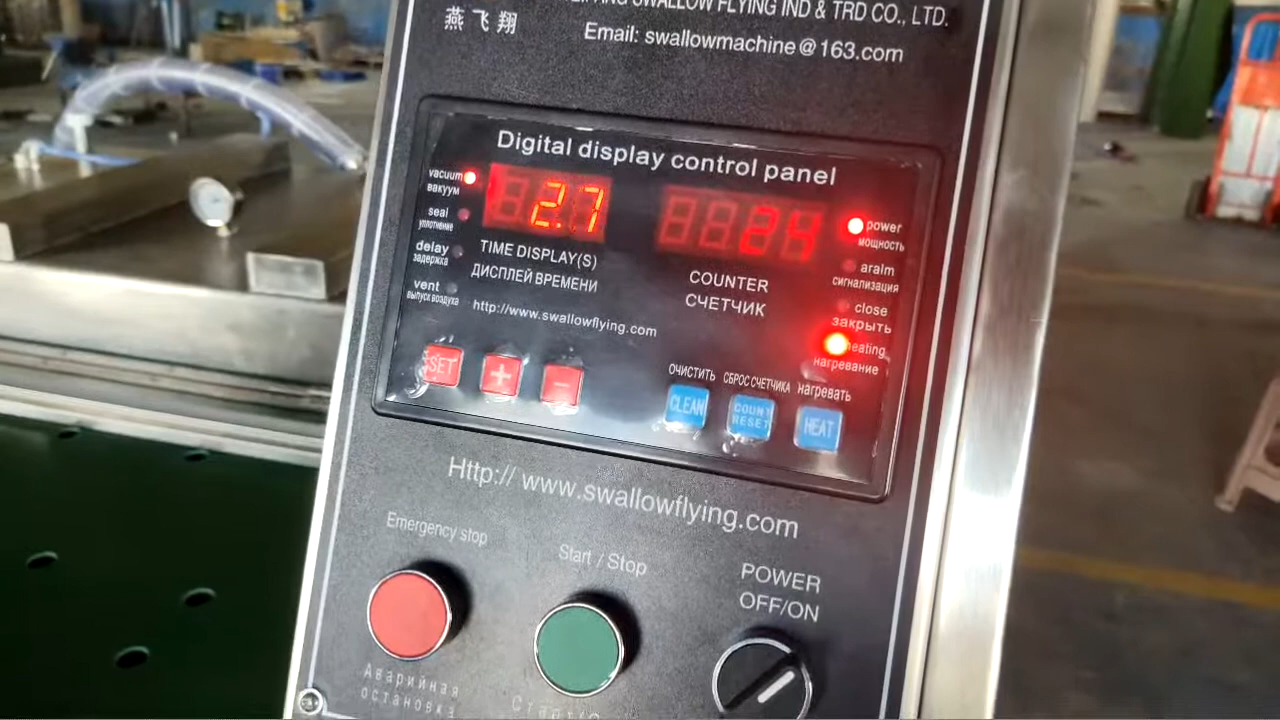 SWALLOW FLYING IND & TRD CO., LTD.
燕飞翔
Email: swallowmachine@163.com
Digital display control panel
vacuum
вакуум
seal
уплотнение
delay
задержка
vent
выпуск воздуха
2.7
24
TIME DISPLAY(S)
ДИСПЛЕЙ ВРЕМЕНИ
COUNTER
СЧЕТЧИК
http://www.swallowflying.com
power
мощность
aralm
сигнализация
close
закрыть
heating
нагревание
SET
+
-
ОЧИСТИТЬ
СБРОС СЧЕТЧИКА
Нагревать
CLEAN
COUNT
RESET
HEAT
Http:// www.swallowflying.com
Emergency stop
Start / Stop
POWER
OFF/ON
Аварийная
остановка